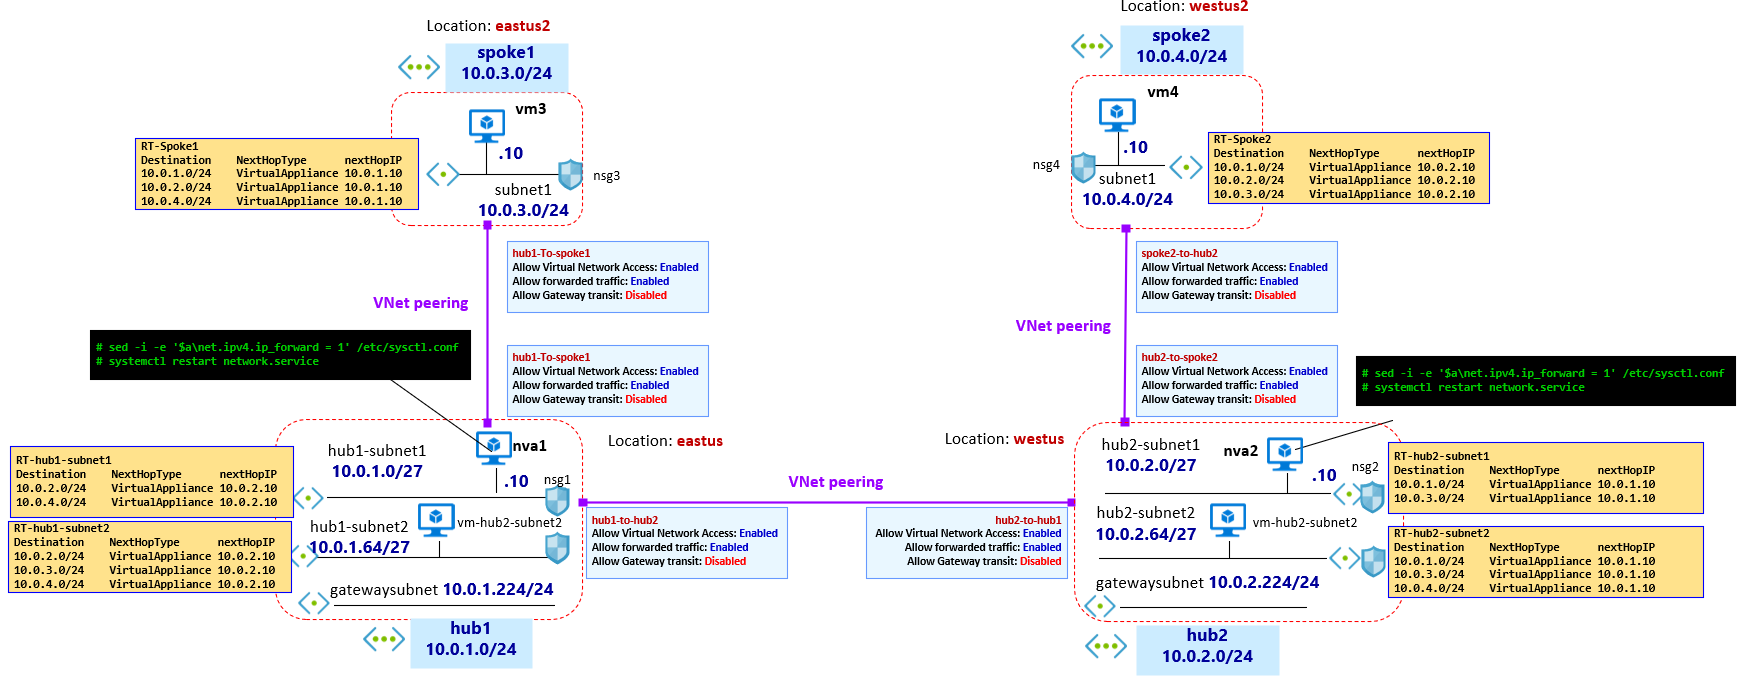 Location: eastus2
spoke1
10.0.3.0/24
vm3
.10
nsg3
subnet1
10.0.3.0/24
RT-Spoke1
Destination NextHopType nextHopIP
10.0.1.0/24 VirtualAppliance 10.0.1.10
10.0.2.0/24 VirtualAppliance 10.0.1.10
10.0.4.0/24 VirtualAppliance 10.0.1.10
Location: westus2
spoke2
10.0.4.0/24
vm4
.10
nsg4
subnet1
10.0.4.0/24
RT-Spoke2
Destination NextHopType nextHopIP
10.0.1.0/24 VirtualAppliance 10.0.2.10
10.0.2.0/24 VirtualAppliance 10.0.2.10
10.0.3.0/24 VirtualAppliance 10.0.2.10
hub1-To-spoke1
Allow Virtual Network Access: Enabled
Allow forwarded traffic: Enabled
Allow Gateway transit: Disabled
VNet peering
hub1-To-spoke1
Allow Virtual Network Access: Enabled
Allow forwarded traffic: Enabled
Allow Gateway transit: Disabled
spoke2-to-hub2
Allow Virtual Network Access: Enabled
Allow forwarded traffic: Enabled
Allow Gateway transit: Disabled
VNet peering
hub2-to-spoke2
Allow Virtual Network Access: Enabled
Allow forwarded traffic: Enabled
Allow Gateway transit: Disabled
# sed -i -e '$a\net.ipv4.ip_forward = 1' /etc/sysctl.conf
# systemctl restart network.service
# sed -i -e '$a\net.ipv4.ip_forward = 1' /etc/sysctl.conf
# systemctl restart network.service
Location: eastus
hub1-subnet1
10.0.1.0/27
nva1
.10
nsg1
hub1-subnet2
10.0.1.64/27
vm-hub2-subnet2
gatewaysubnet 10.0.1.224/24
hub1
10.0.1.0/24
RT-hub1-subnet1
Destination NextHopType nextHopIP
10.0.2.0/24 VirtualAppliance 10.0.2.10
10.0.4.0/24 VirtualAppliance 10.0.2.10
RT-hub1-subnet2
Destination NextHopType nextHopIP
10.0.2.0/24 VirtualAppliance 10.0.2.10
10.0.3.0/24 VirtualAppliance 10.0.2.10
10.0.4.0/24 VirtualAppliance 10.0.2.10
VNet peering
hub1-to-hub2
Allow Virtual Network Access: Enabled
Allow forwarded traffic: Enabled
Allow Gateway transit: Disabled
hub2-to-hub1
Allow Virtual Network Access: Enabled
Allow forwarded traffic: Enabled
Allow Gateway transit: Disabled
Location: westus
hub2-subnet1
10.0.2.0/27
nva2
.10
nsg2
hub2-subnet2
10.0.2.64/27
vm-hub2-subnet2
gatewaysubnet 10.0.2.224/24
hub2
10.0.2.0/24
RT-hub2-subnet1
Destination NextHopType nextHopIP
10.0.1.0/24 VirtualAppliance 10.0.1.10
10.0.3.0/24 VirtualAppliance 10.0.1.10
RT-hub2-subnet2
Destination NextHopType nextHopIP
10.0.1.0/24 VirtualAppliance 10.0.1.10
10.0.3.0/24 VirtualAppliance 10.0.1.10
10.0.4.0/24 VirtualAppliance 10.0.1.10